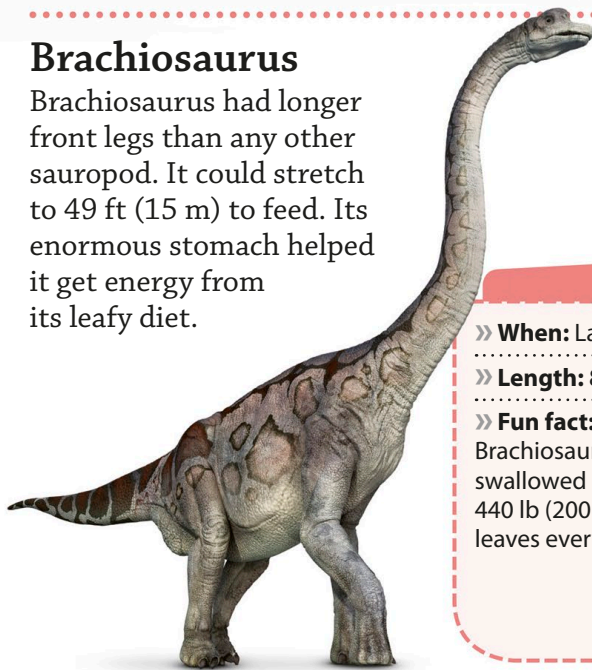 Brachiosaurus
Brachiosaurus had longer
front legs than any other
sauropod. It could stretch
to 49 ft (15 m) to feed. Its
enormous stomach helped
it get energy from
its leafy diet.
» When:
» Length:
» Fun fact:
swallowed
440 lb (200
leaves